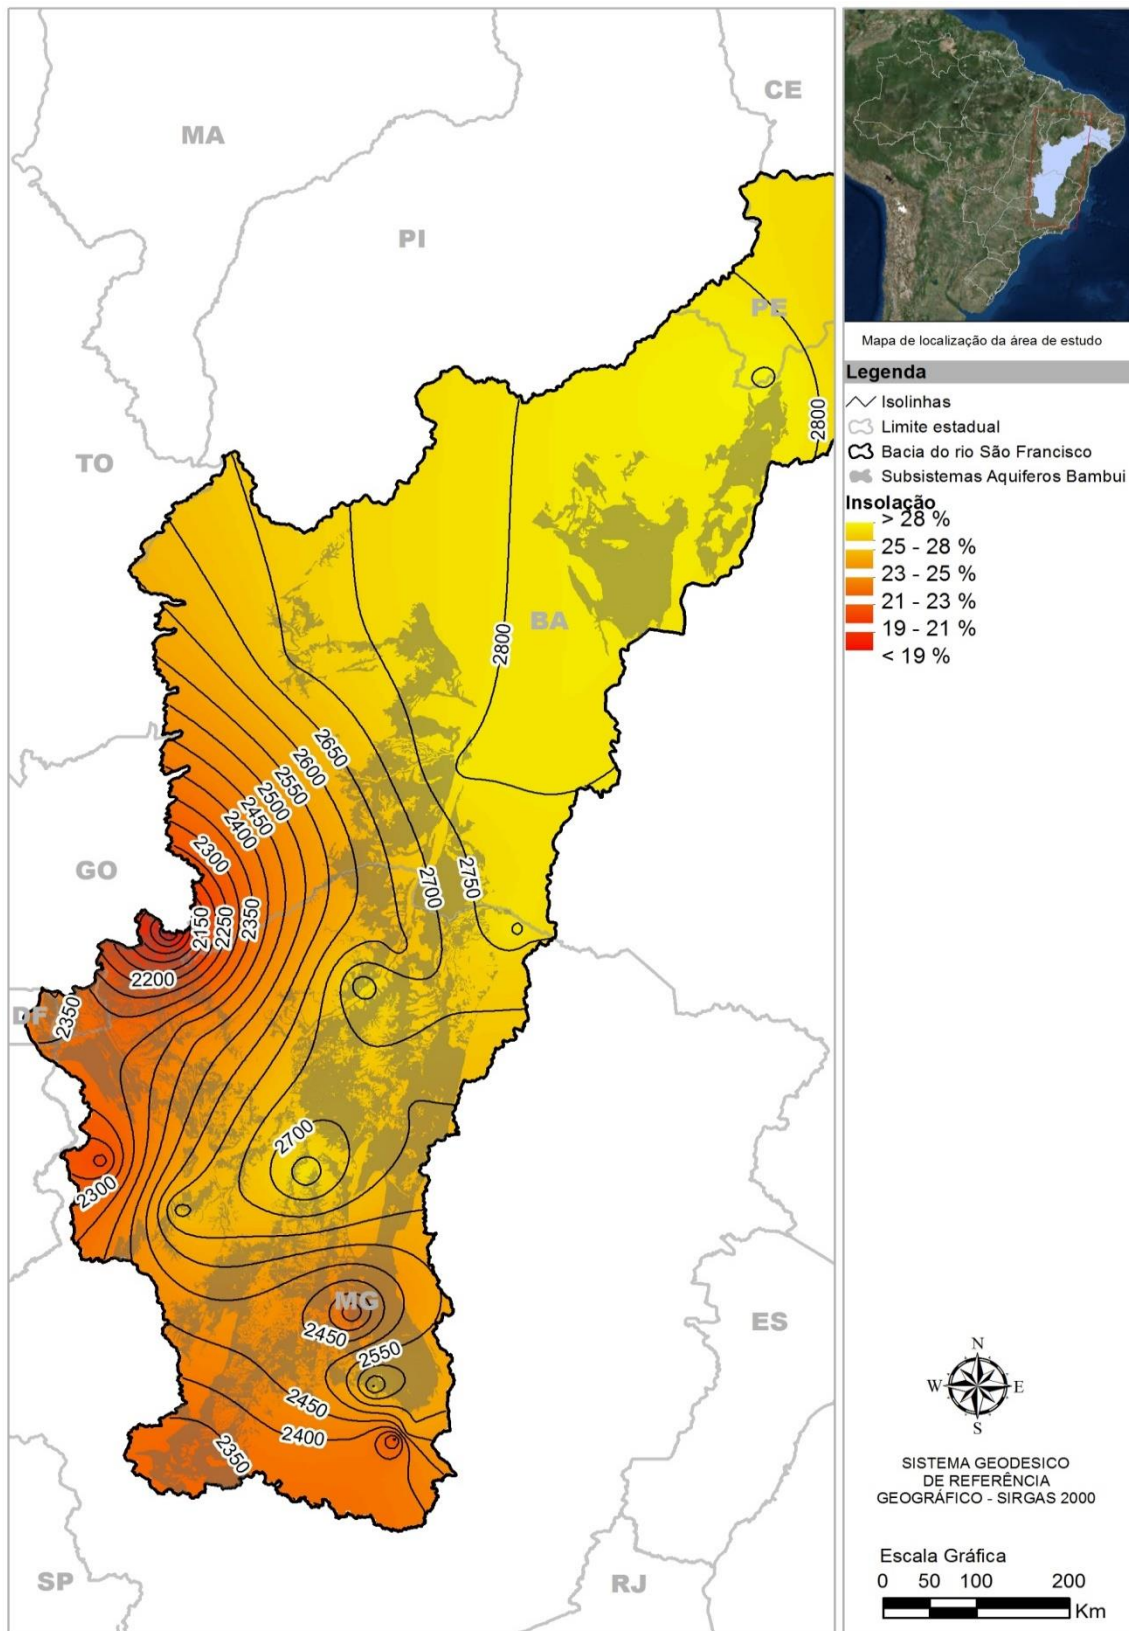 MA
CE
PI
PE
TO
2800
BA
2800
2650
2600
2550
2500
2450
2400
2300
GO
2700
2750
2150
2250
2350
2200
DF
2350
2700
2300
MG
2450
2550
ES
2450
2400
2350
SP
RJ
Mapa de localização da área de estudo
Legenda
Isolinhas
Limite estadual
Bacia do rio São Francisco
Subsistemas Aquiferos Bambui
Insolação
> 28 %
25 - 28 %
23 - 25 %
21 - 23 %
19 - 21 %
< 19 %
N
W E
S
SISTEMA GEODESICO
DE REFERÊNCIA
GEOGRÁFICO - SIRGAS 2000
Escala Gráfica
0 50 100 200
Km